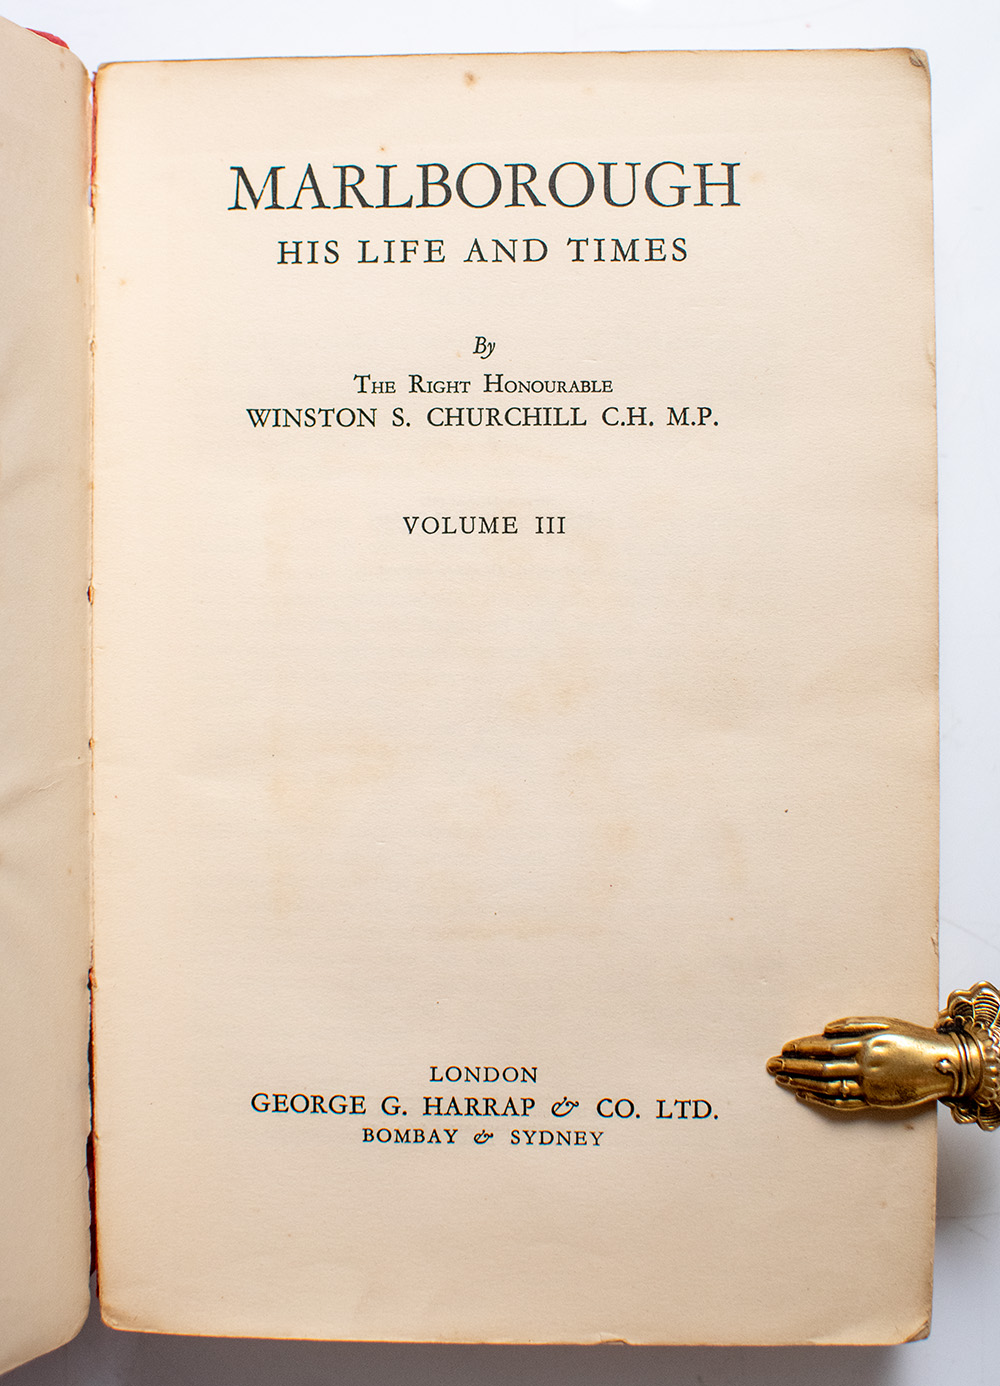 MARLBOROUGH
HIS LIFE AND TIMES
By
THE RIGHT HONOURABLE
WINSTON S. CHURCHILL C.H. M.P.
VOLUME III
LONDON
GEORGE G. HARRAP & CO. LTD.
BOMBAY & SYDNEY